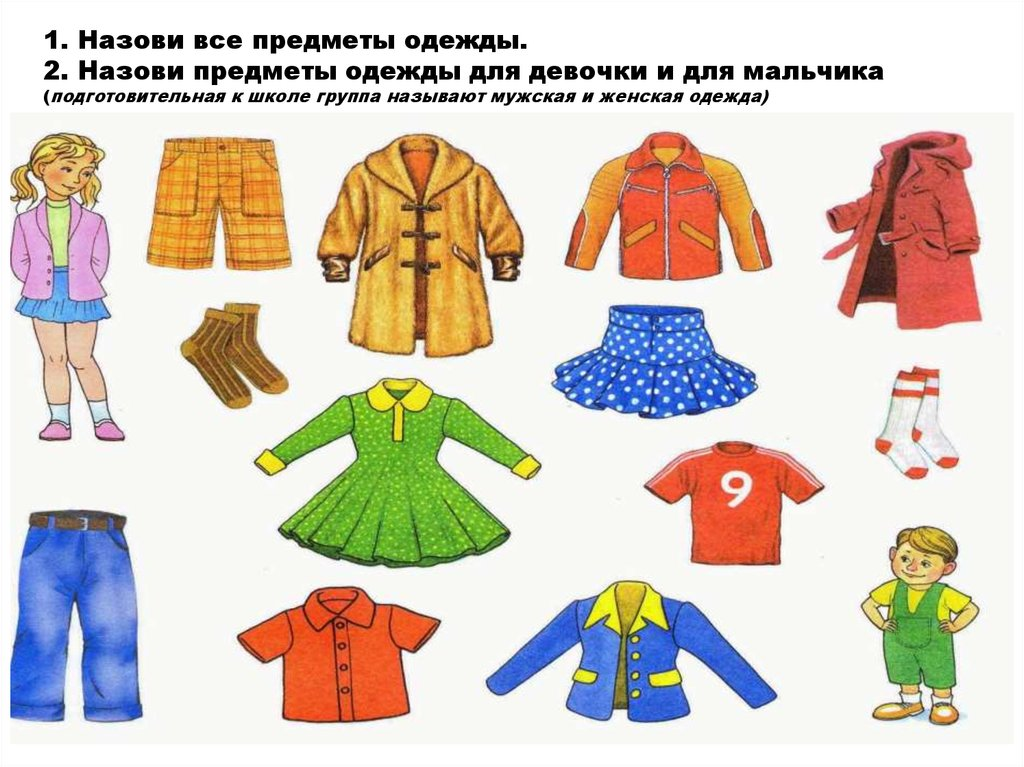 1. Назови все предметы одежды.
2. Назови предметы одежды для девочки и для мальчика
(подготовительная к школе группа называют мужская и женская одежда)
9